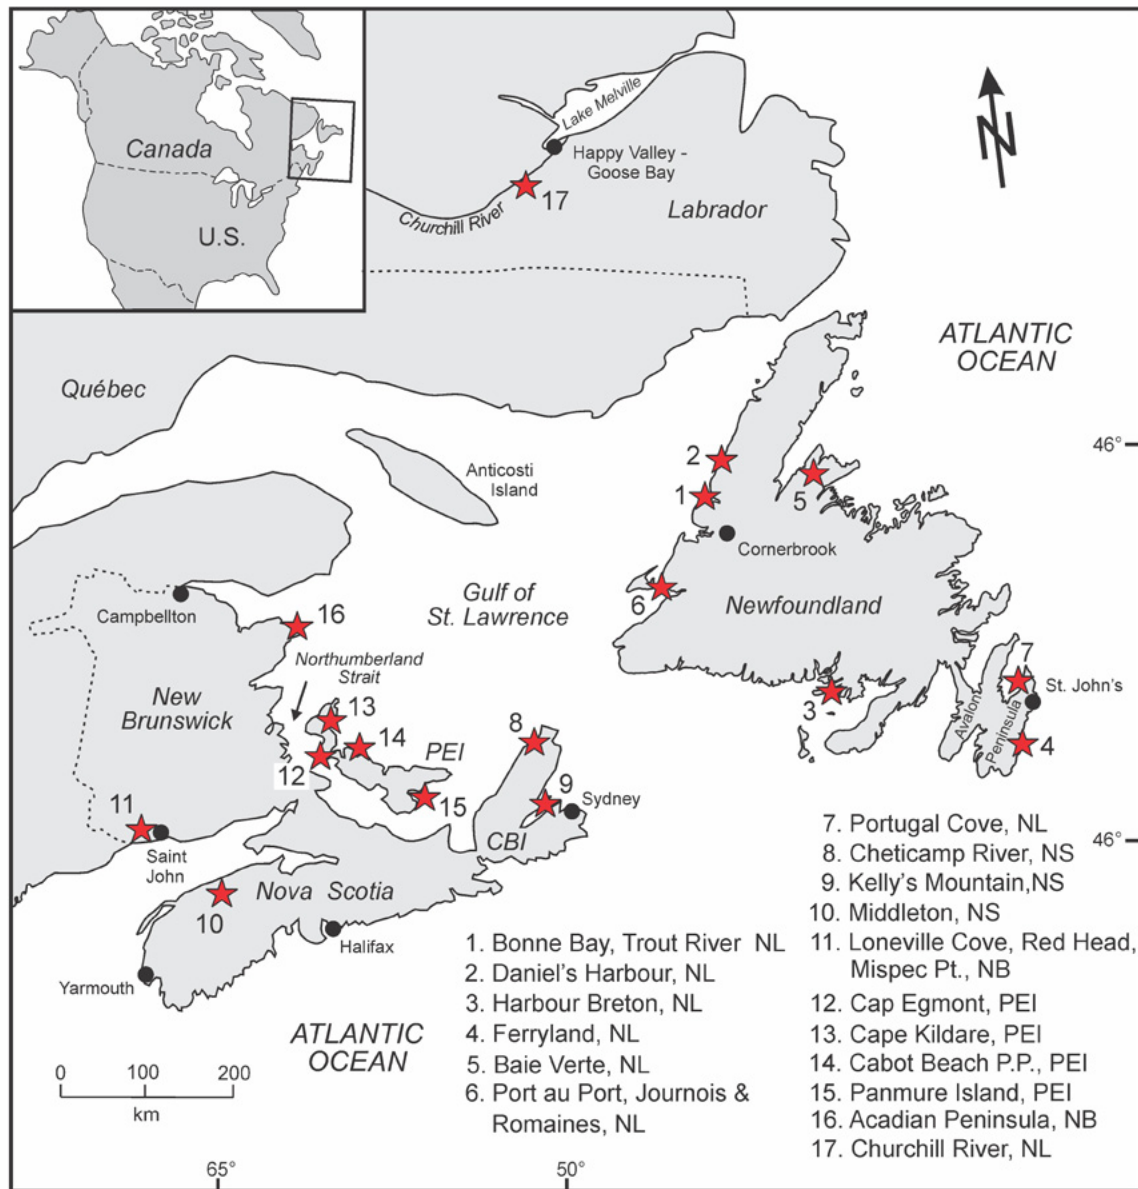 Canada
U.S.
Lake Melville
Happy Valley -
Goose Bay
17
Churchill River
Labrador
N
ATLANTIC
OCEAN
Québec
46°
2
Anticosti
Island
1
5
Cornerbrook
Gulf of
St. Lawrence
6
Newfoundland
Campbellton
16
Northumberland
Strait
7
St. John's
New
Brunswick
13
8
3
Avalon
Peninsula
14
PEI
4
12
9
Sydney
15
11
CBI
46°
Saint
John
Nova Scotia
10
Halifax
Yarmouth
ATLANTIC
OCEAN
0 100 200
km
1. Bonne Bay, Trout River NL
2. Daniel's Harbour, NL
3. Harbour Breton, NL
4. Ferryland, NL
5. Baie Verte, NL
6. Port au Port, Journois &
Romaines, NL
7. Portugal Cove, NL
8. Cheticamp River, NS
9. Kelly's Mountain,NS
10. Middleton, NS
11. Loneville Cove, Red Head,
Mispec Pt., NB
12. Cap Egmont, PEI
13. Cape Kildare, PEI
14. Cabot Beach P.P., PEI
15. Panmure Island, PEI
16. Acadian Peninsula, NB
17. Churchill River, NL
65°
50°